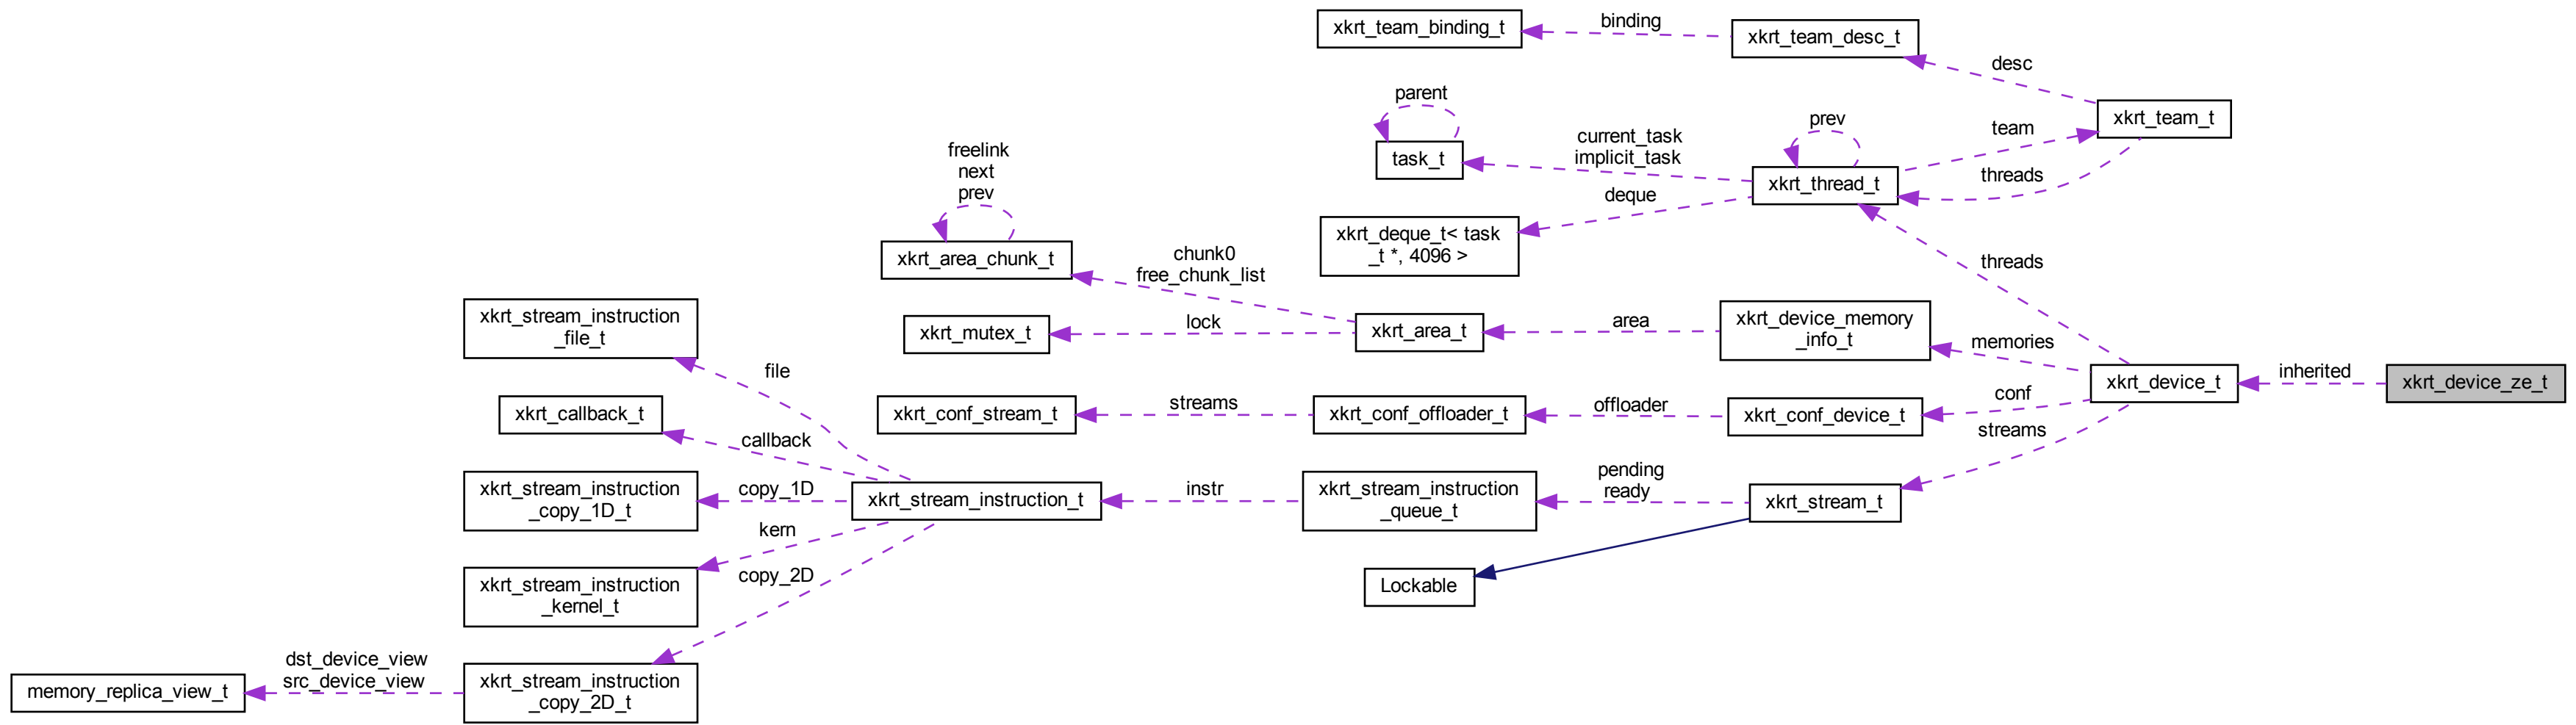 xkrt_team_binding_t
binding
xkrt_team_desc_t
desc
parent
task_t
current_task
implicit_task
prev
xkrt_thread_t
team
threads
xkrt_team_t
deque
xkrt_deque_t< task
_t *, 4096 >
freelink
next
prev
xkrt_area_chunk_t
chunk0
free_chunk_list
threads
xkrt_mutex_t
lock
xkrt_area_t
area
xkrt_device_memory
_info_t
memories
xkrt_device_t
inherited
xkrt_device_ze_t
xkrt_stream_instruction
_file_t
file
xkrt_callback_t
callback
xkrt_conf_stream_t
streams
xkrt_conf_offloader_t
offloader
xkrt_conf_device_t
conf
streams
xkrt_stream_instruction
_copy_1D_t
copy_1D
xkrt_stream_instruction_t
instr
xkrt_stream_instruction
_queue_t
pending
ready
xkrt_stream_t
kern
xkrt_stream_instruction
_kernel_t
copy_2D
Lockable
memory_replica_view_t
dst_device_view
src_device_view
xkrt_stream_instruction
_copy_2D_t